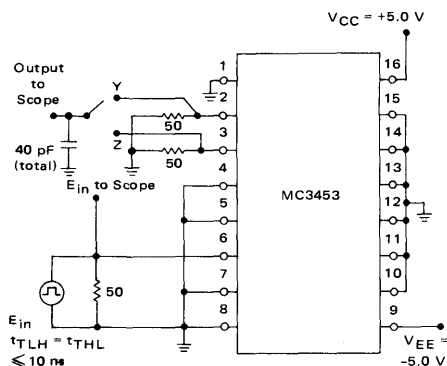 VCC = +5.0 V
Output
to
Scope
Y
Z
50
50
40 pF
(total)
Ein to Scope
50
Ein
tTLH = tTHL
≤ 10 ns
1
2
3
4
5
6
7
8
MC3453
16
15
14
13
12
11
10
9
VEE =
-5.0 V